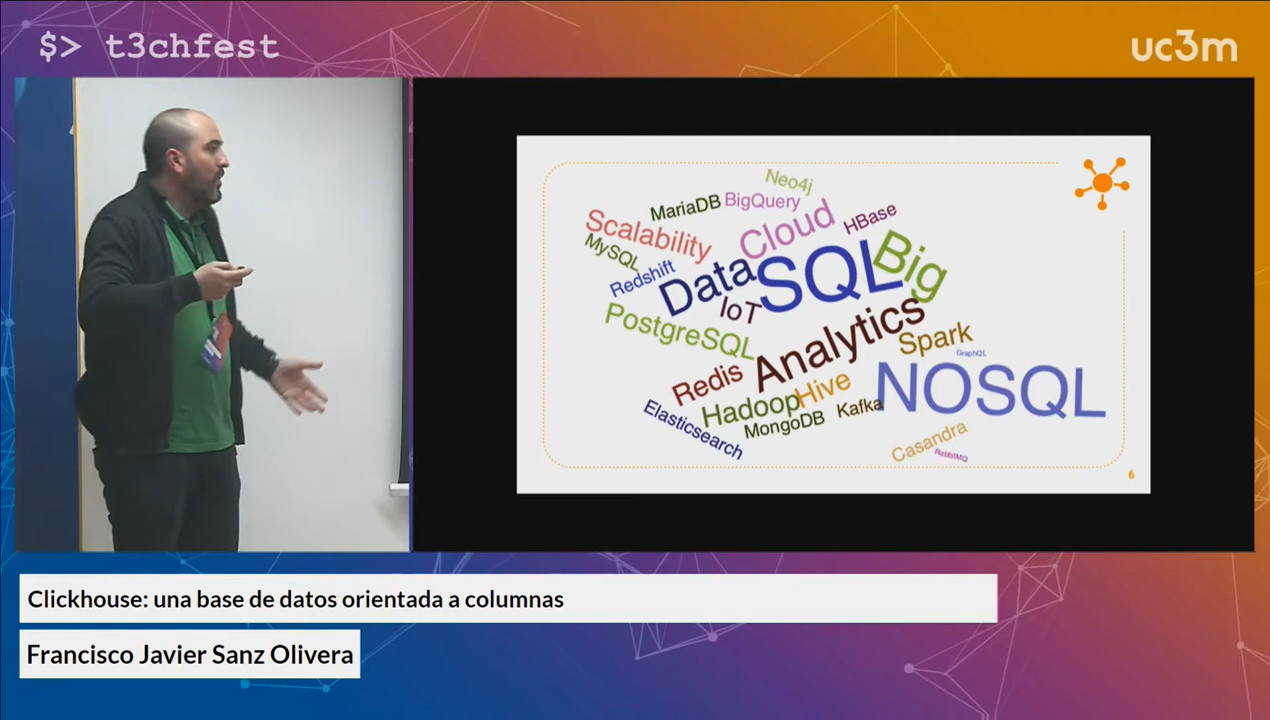 $> t3chfest
uc3m
Neo4j
MariaDB
BigQuery
Scalability
Cloud
HBase
MySQL
Redshift
Data
SQL
Big
IoT
PostgreSQL
Analytics
Spark
GraphQL
Redis
Hive
NOSQL
Hadoop
Kafka
Elasticsearch
MongoDB
Casandra
RabbitMQ
6
Clickhouse: una base de datos orientada a columnas
Francisco Javier Sanz Olivera